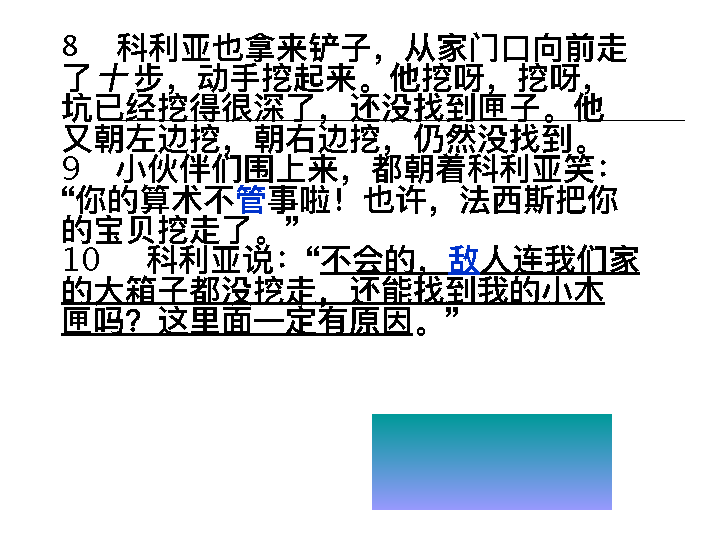 8　科利亚也拿来铲子，从家门口向前走
了十步，动手挖起来。他挖呀，挖呀，
坑已经挖得很深了，还没找到匣子。他
又朝左边挖，朝右边挖，仍然没找到。
9　小伙伴们围上来，都朝着科利亚笑：
“你的算术不管事啦！也许，法西斯把你
的宝贝挖走了。”
10　科利亚说：“不会的，敌人连我们家
的大箱子都没挖走，还能找到我的小木
匣吗？这里面一定有原因。”